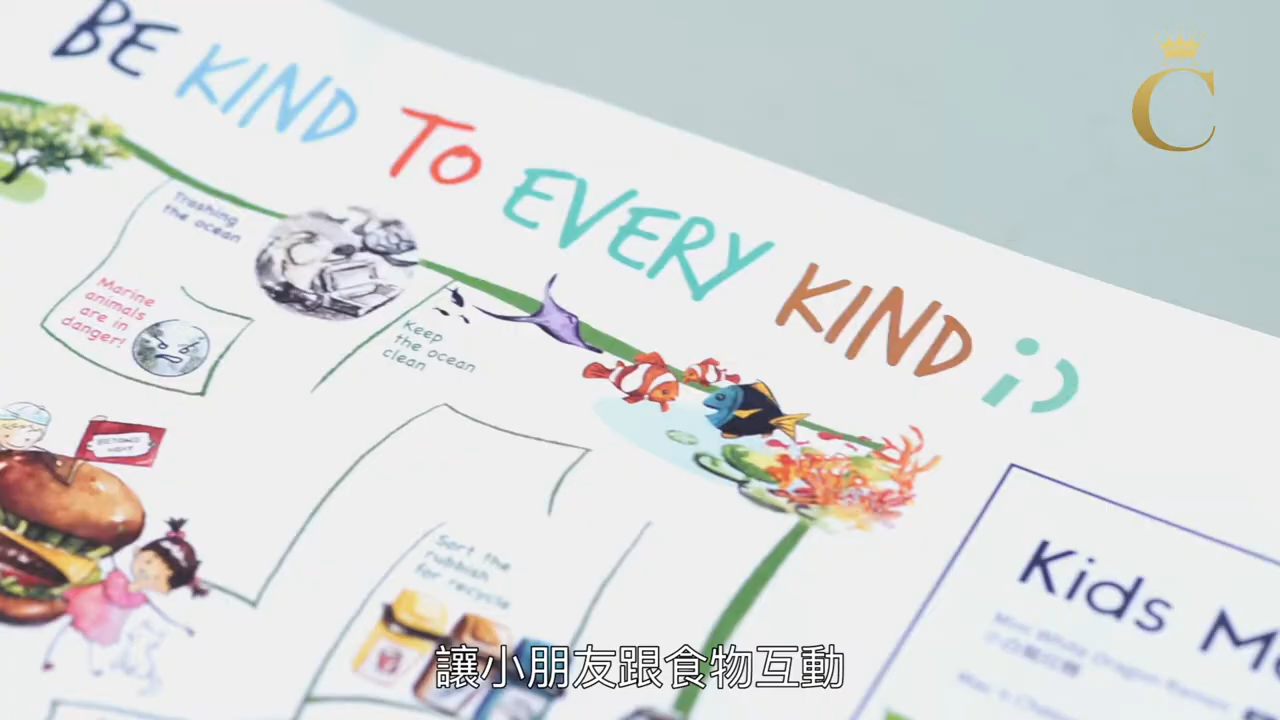 C
BE KIND TO EVERY KIND ;)
Trashing
the ocean
Marine
animals
are in
danger!
Keep
the ocean
clean
Sort the
rubbish
for recycle
Kids
讓小朋友跟食物互動